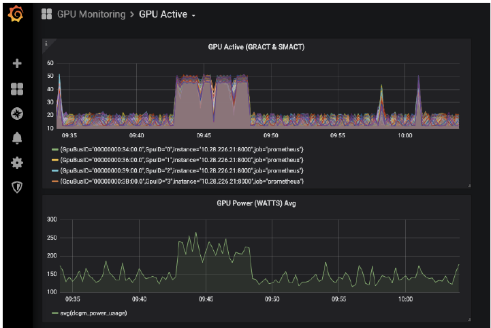 GPU Monitoring > GPU Active
GPU Active (GRACT & SMACT)
60
50
40
30
20
10
09:35 09:40 09:45 09:50 09:55 10:00
{GpuBusID="00000000:34:00.0",GpuID="0",instance="10.28.226.21:8000",job="prometheus"}
{GpuBusID="00000000:36:00.0",GpuID="1",instance="10.28.226.21:8000",job="prometheus"}
{GpuBusID="00000000:39:00.0",GpuID="2",instance="10.28.226.21:8000",job="prometheus"}
{GpuBusID="00000000:3B:00.0",GpuID="3",instance="10.28.226.21:8000",job="prometheus"}
GPU Power (WATTS) Avg
300
250
200
150
100
09:35 09:40 09:45 09:50 09:55 10:00
avg(dcgm_power_usage)